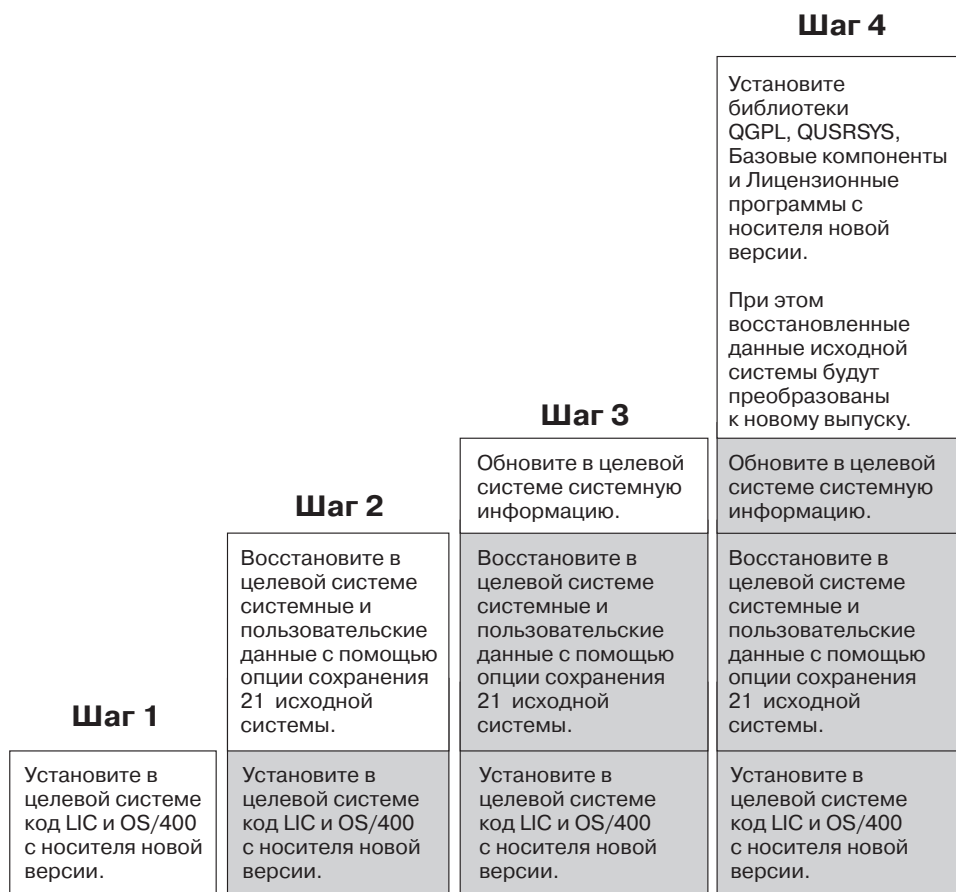 Шаг 1
Установите в
целевой системе
код LIC и OS/400
с носителя новой
версии.
Шаг 2
Восстановите в
целевой системе
системные и
пользовательские
данные с помощью
опции сохранения
21 исходной
системы.
Установите в
целевой системе
код LIC и OS/400
с носителя новой
версии.
Шаг 3
Обновите в целевой
системе системную
информацию.
Восстановите в
целевой системе
системные и
пользовательские
данные с помощью
опции сохранения
21 исходной
системы.
Установите в
целевой системе
код LIC и OS/400
с носителя новой
версии.
Шаг 4
Установите
библиотеки
QGPL, QUSRSYS,
Базовые компоненты
и Лицензионные
программы с
носителя новой
версии.
При этом
восстановленные
данные исходной
системы будут
преобразованы
к новому выпуску.
Обновите в целевой
системе системную
информацию.
Восстановите в
целевой системе
системные и
пользовательские
данные с помощью
опции сохранения
21 исходной
системы.
Установите в
целевой системе
код LIC и OS/400
с носителя новой
версии.